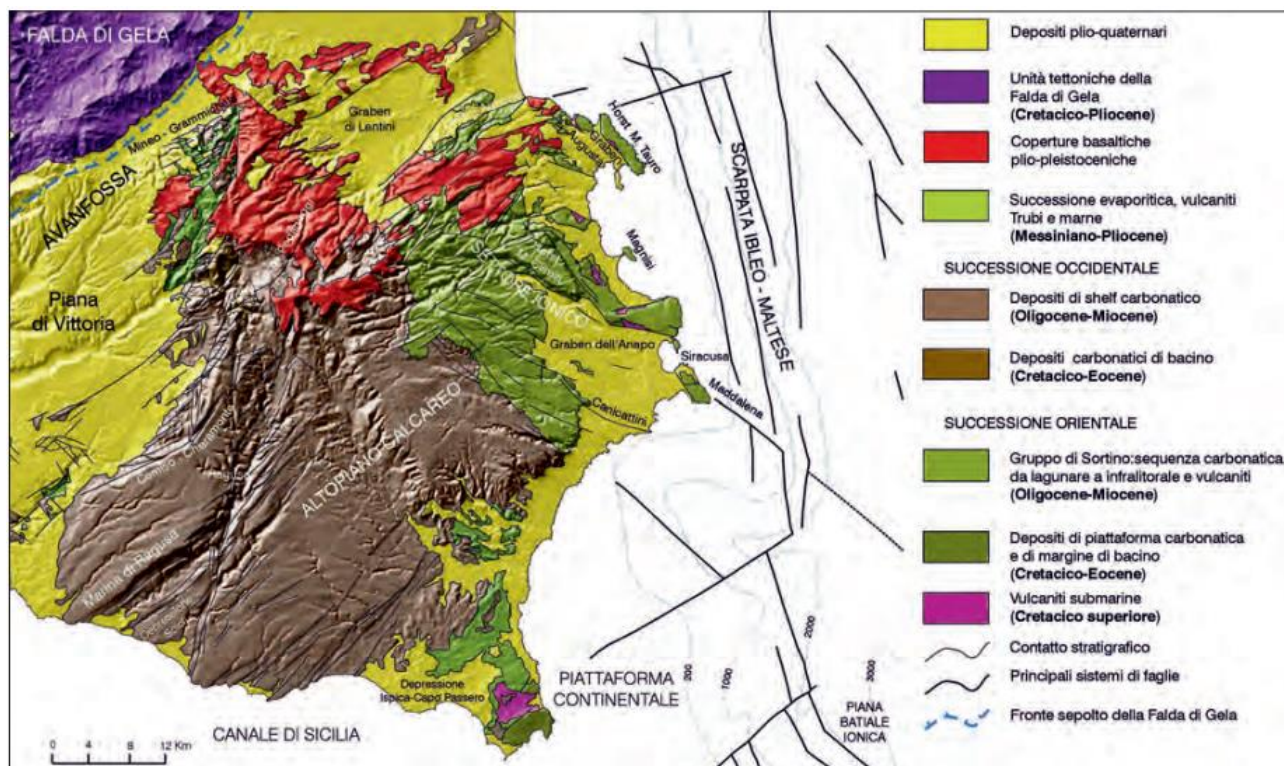 FALDA DI GELA
Mineo - Grammichele
Graben
di Lentini
AVANFOSSA
Piana
di Vittoria
Graben
Augusta
Horst M. Tauro
Magnisi
SCARPATA IBLEO - MALTESE
Graben dell'Anapo
Siracusa
Maddalena
Canicattini
ALTOPIANO CALCAREO
Comiso - Chiaramonte
Marina di Ragusa
Depressione
Depressione
Ispica-Capo Passero
PIATTAFORMA
CONTINENTALE
CANALE DI SICILIA
PIANA
BATIALE
IONICA
200
1000
2000
3000
0 4 8 12 Km
Depositi plio-quaternari
Unità tettoniche della
Falda di Gela
(Cretacico-Pliocene)
Coperture basaltiche
plio-pleistoceniche
Successione evaporitica, vulcaniti
Trubi e marne
(Messiniano-Pliocene)
SUCCESSIONE OCCIDENTALE
Depositi di shelf carbonatico
(Oligocene-Miocene)
Depositi carbonatici di bacino
(Cretacico-Eocene)
SUCCESSIONE ORIENTALE
Gruppo di Sortino:sequenza carbonatica
da lagunare a infralitorale e vulcaniti
(Oligocene-Miocene)
Depositi di piattaforma carbonatica
e di margine di bacino
(Cretacico-Eocene)
Vulcaniti submarine
(Cretacico superiore)
Contatto stratigrafico
Principali sistemi di faglie
Fronte sepolto della Falda di Gela